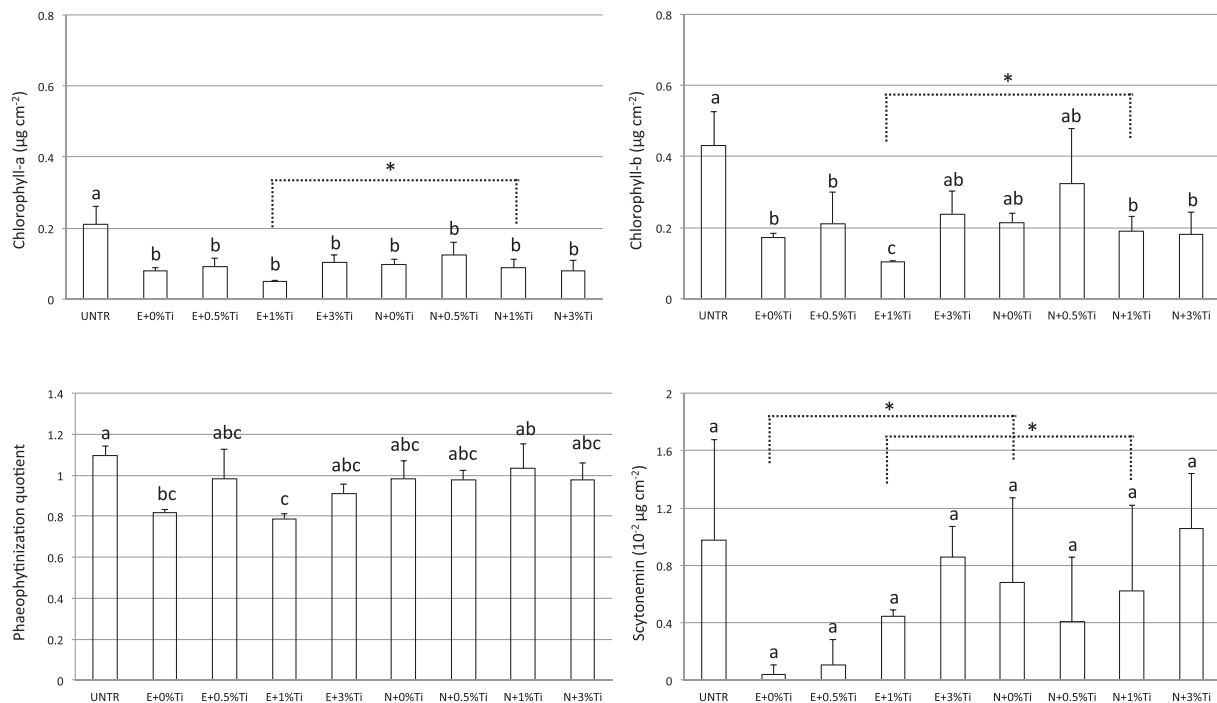 Chlorophyll-a (µg cm⁻²)
0.8
0.6
0.4
0.2
0
*
a
b
b
b
b
b
b
b
b
UNTR E+0%Ti E+0.5%Ti E+1%Ti E+3%Ti N+0%Ti N+0.5%Ti N+1%Ti N+3%Ti
Chlorophyll-b (µg cm⁻²)
0.8
0.6
0.4
0.2
0
*
a
b
b
c
ab
ab
ab
b
b
UNTR E+0%Ti E+0.5%Ti E+1%Ti E+3%Ti N+0%Ti N+0.5%Ti N+1%Ti N+3%Ti
Phaeophytinization quotient
1.4
1.2
1
0.8
0.6
0.4
0.2
0
a
bc
abc
c
abc
abc
abc
ab
abc
UNTR E+0%Ti E+0.5%Ti E+1%Ti E+3%Ti N+0%Ti N+0.5%Ti N+1%Ti N+3%Ti
Scytonemin (10⁻² µg cm⁻²)
2
1.6
1.2
0.8
0.4
0
*
*
a
a
a
a
a
a
a
a
a
UNTR E+0%Ti E+0.5%Ti E+1%Ti E+3%Ti N+0%Ti N+0.5%Ti N+1%Ti N+3%Ti